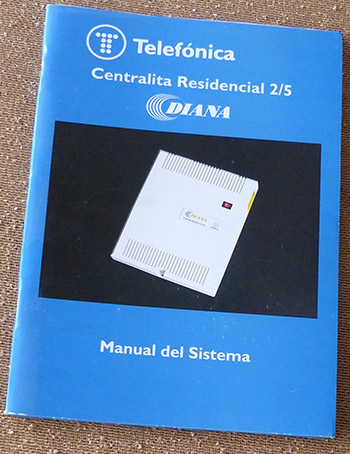 Telefónica
Centralita Residencial 2/5
DIANA
Manual del Sistema